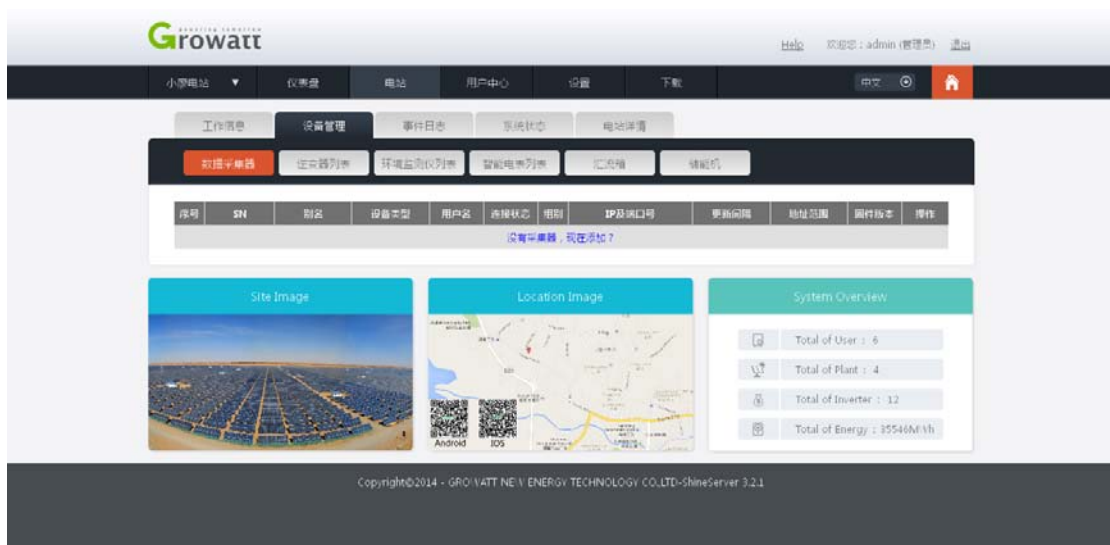 Growatt
Help 欢迎您：admin (管理员) 退出
小廖电站 ▼ 仪表盘 电站 用户中心 设置 下载 中文
工作信息 设备管理 事件日志 系统状态 电站详情
数据采集器 逆变器列表 环境监测仪列表 智能电表列表 汇流箱 储能机
序号 SN 别名 设备类型 用户名 连接状态 组别 IP及端口号 更新间隔 地址范围 固件版本 操作
没有采集器，现在添加？
Site Image Location Image System Overview
Total of User： 6
Total of Plant： 4
Total of Inverter： 12
Total of Energy：35546MWh
Android IOS
Copyright©2014 - GROWATT NEW ENERGY TECHNOLOGY CO.,LTD-ShineServer 3.2.1